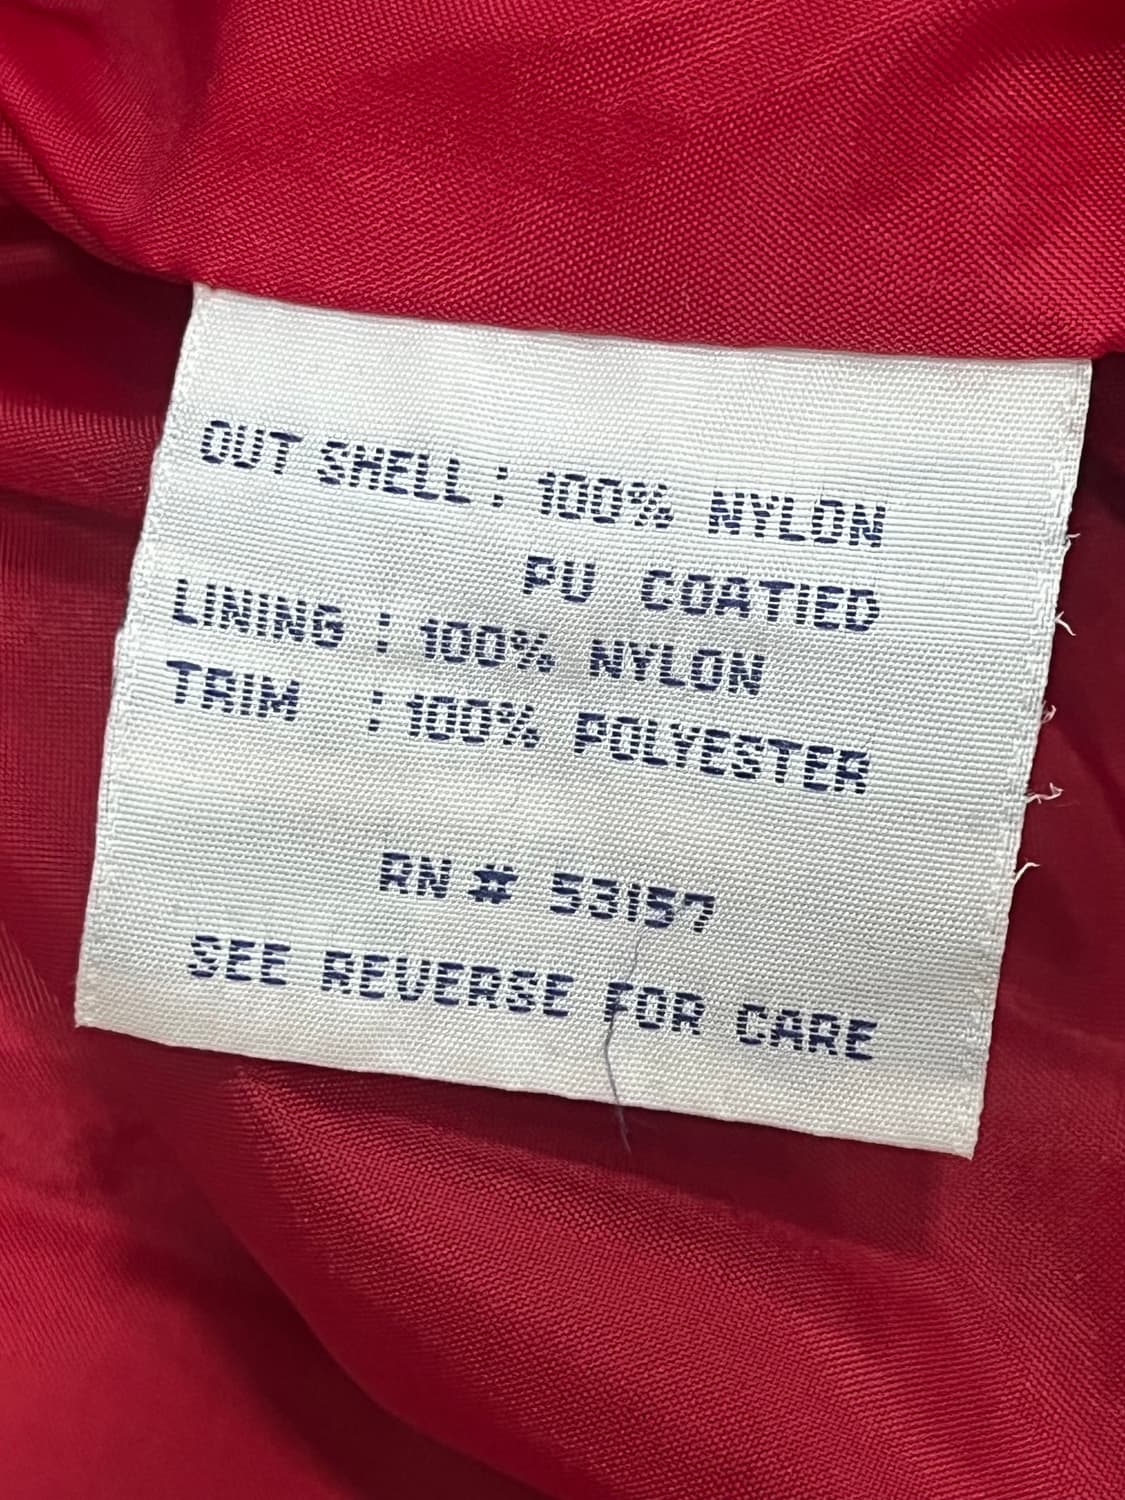 OUT SHELL : 100% NYLON
PU COATIED
LINING : 100% NYLON
TRIM : 100% POLYESTER
RN # 53157
SEE REVERSE FOR CARE